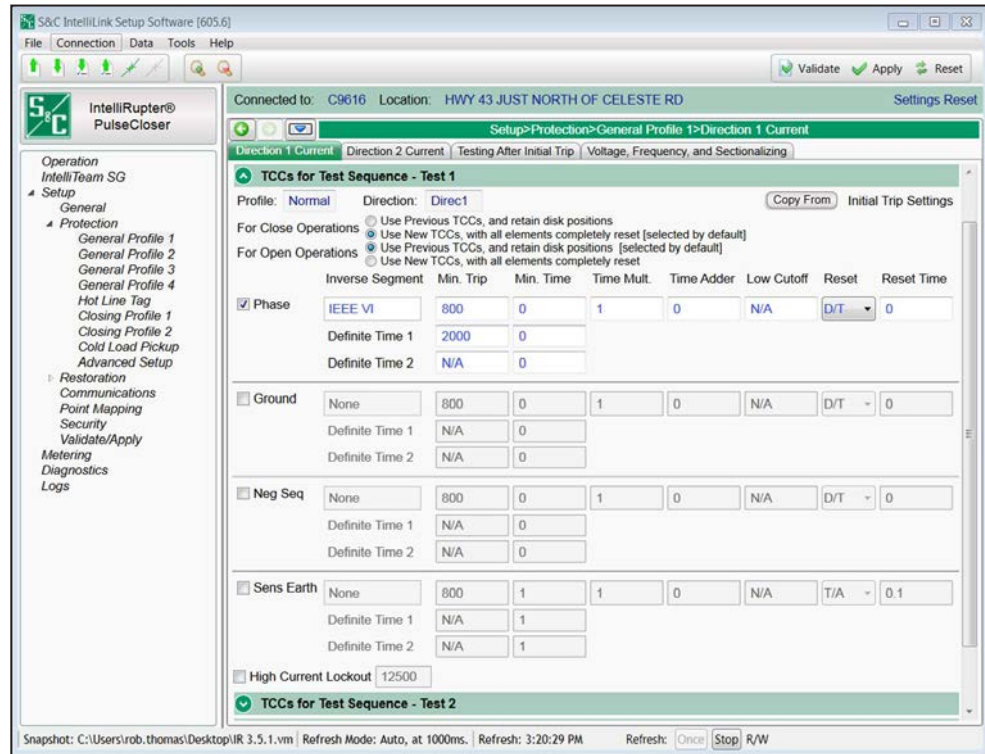 S&C IntelliLink Setup Software [605.6]
File Connection Data Tools Help
Validate Apply Reset
S&C IntelliRupter® PulseCloser
Connected to: C9616 Location: HWY 43 JUST NORTH OF CELESTE RD Settings Reset
Setup>Protection>General Profile 1>Direction 1 Current
Direction 1 Current Direction 2 Current Testing After Initial Trip Voltage, Frequency, and Sectionalizing
Operation
IntelliTeam SG
Setup
General
Protection
General Profile 1
General Profile 2
General Profile 3
General Profile 4
Hot Line Tag
Closing Profile 1
Closing Profile 2
Cold Load Pickup
Advanced Setup
Restoration
Communications
Point Mapping
Security
Validate/Apply
Metering
Diagnostics
Logs
TCCs for Test Sequence - Test 1
Profile: Normal Direction: Direc1 Copy From Initial Trip Settings
For Close Operations Use Previous TCCs, and retain disk positions
Use New TCCs, with all elements completely reset [selected by default]
For Open Operations Use Previous TCCs, and retain disk positions [selected by default]
Use New TCCs, with all elements completely reset
Inverse Segment Min. Trip Min. Time Time Mult. Time Adder Low Cutoff Reset Reset Time
Phase IEEE VI 800 0 1 0 N/A D/T 0
Definite Time 1 2000 0
Definite Time 2 N/A 0
Ground None 800 0 1 0 N/A D/T 0
Definite Time 1 N/A 0
Definite Time 2 N/A 0
Neg Seq None 800 0 1 0 N/A D/T 0
Definite Time 1 N/A 0
Definite Time 2 N/A 0
Sens Earth None 800 1 1 0 N/A T/A 0.1
Definite Time 1 N/A 1
Definite Time 2 N/A 1
High Current Lockout 12500
TCCs for Test Sequence - Test 2
Snapshot: C:\Users\rob.thomas\Desktop\IR 3.5.1.vm Refresh Mode: Auto, at 1000ms. Refresh: 3:20:29 PM Refresh: Once Stop R/W